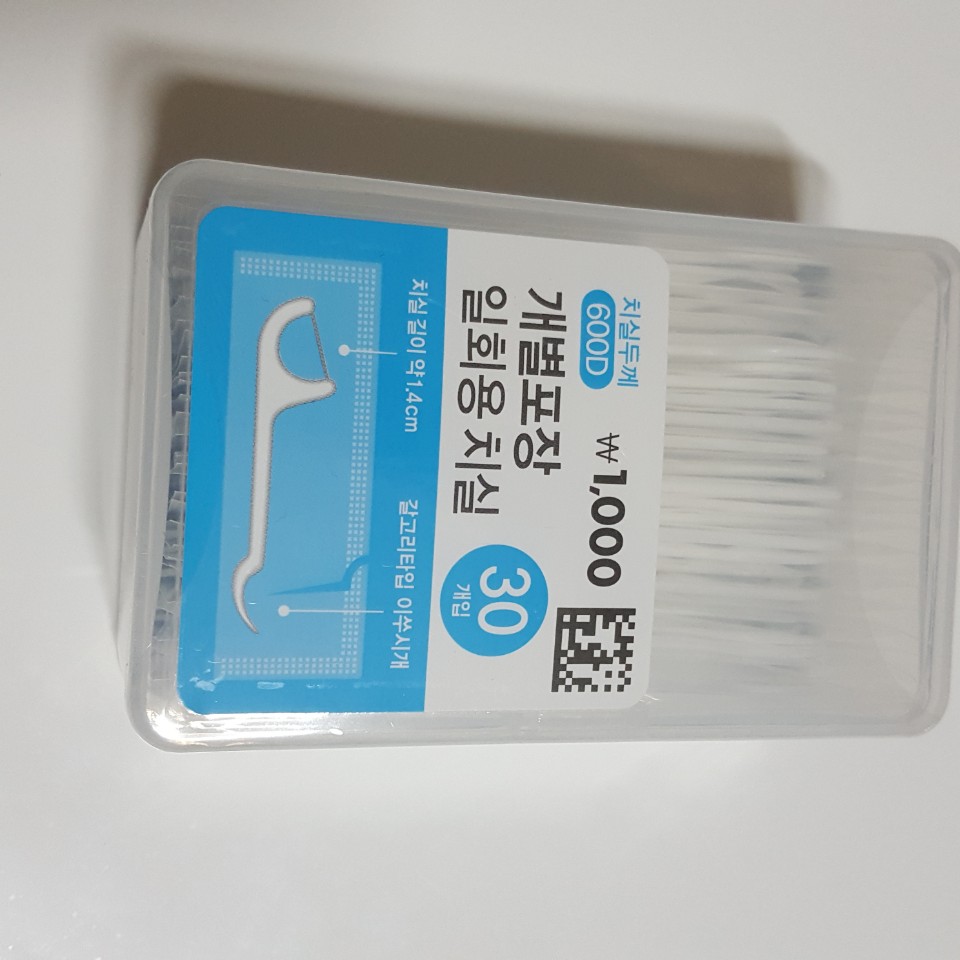 치실두께
600D
₩1,000
개별포장
일회용 치실
30
개입
치실 길이 약1.4cm
갈고리타입 이쑤시개